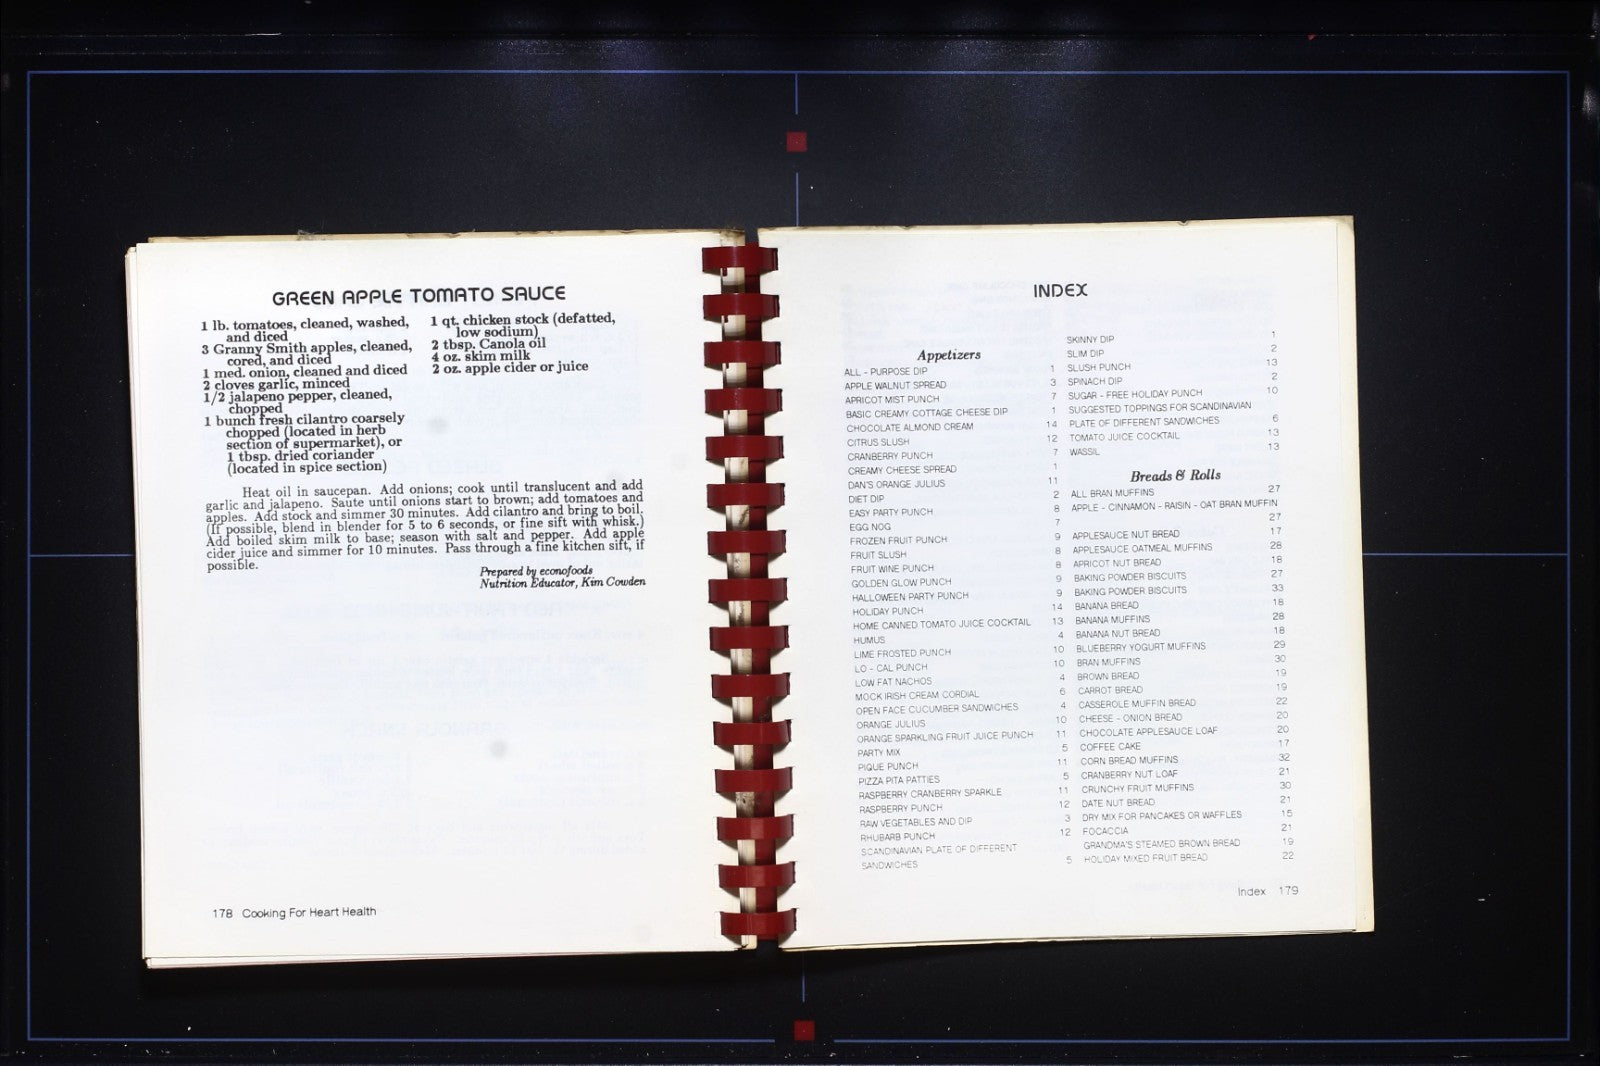 GREEN APPLE TOMATO SAUCE
1 lb. tomatoes, cleaned, washed,
and diced
3 Granny Smith apples, cleaned,
cored, and diced
1 med. onion, cleaned and diced
2 cloves garlic, minced
1/2 jalapeno pepper, cleaned,
chopped
1 bunch fresh cilantro coarsely
chopped (located in herb
section of supermarket), or
1 tbsp. dried coriander
(located in spice section)
1 qt. chicken stock (defatted,
low sodium)
2 tbsp. Canola oil
4 oz. skim milk
2 oz. apple cider or juice
Heat oil in saucepan. Add onions; cook until translucent and add
garlic and jalapeno. Saute until onions start to brown; add tomatoes and
apples. Add stock and simmer 30 minutes. Add cilantro and bring to boil.
(If possible, blend in blender for 5 to 6 seconds, or fine sift with whisk.)
Add boiled skim milk to base; season with salt and pepper. Add apple
cider juice and simmer for 10 minutes. Pass through a fine kitchen sift, if
possible.
Prepared by econofoods
Nutrition Educator, Kim Cowden
178 Cooking For Heart Health
INDEX
Appetizers
ALL - PURPOSE DIP 1
APPLE WALNUT SPREAD 3
APRICOT MIST PUNCH 7
BASIC CREAMY COTTAGE CHEESE DIP 1
CHOCOLATE ALMOND CREAM 14
CITRUS SLUSH 12
CRANBERRY PUNCH 7
CREAMY CHEESE SPREAD 1
DAN'S ORANGE JULIUS 11
DIET DIP 2
EASY PARTY PUNCH 8
EGG NOG 7
FROZEN FRUIT PUNCH 9
FRUIT SLUSH 8
FRUIT WINE PUNCH 8
GOLDEN GLOW PUNCH 9
HALLOWEEN PARTY PUNCH 9
HOLIDAY PUNCH 14
HOME CANNED TOMATO JUICE COCKTAIL 13
HUMUS 4
LIME FROSTED PUNCH 10
LO - CAL PUNCH 10
LOW FAT NACHOS 4
MOCK IRISH CREAM CORDIAL 6
OPEN FACE CUCUMBER SANDWICHES 4
ORANGE JULIUS 10
ORANGE SPARKLING FRUIT JUICE PUNCH 11
PARTY MIX 5
PIQUE PUNCH 11
PIZZA PITA PATTIES 5
RASPBERRY CRANBERRY SPARKLE 11
RASPBERRY PUNCH 12
RAW VEGETABLES AND DIP 3
RHUBARB PUNCH 12
SCANDINAVIAN PLATE OF DIFFERENT
SANDWICHES 5
SKINNY DIP 1
SLIM DIP 2
SLUSH PUNCH 13
SPINACH DIP 2
SUGAR - FREE HOLIDAY PUNCH 10
SUGGESTED TOPPINGS FOR SCANDINAVIAN
PLATE OF DIFFERENT SANDWICHES 6
TOMATO JUICE COCKTAIL 13
WASSIL 13
Breads & Rolls
ALL BRAN MUFFINS 27
APPLE - CINNAMON - RAISIN - OAT BRAN MUFFIN
27
APPLESAUCE NUT BREAD 17
APPLESAUCE OATMEAL MUFFINS 28
APRICOT NUT BREAD 18
BAKING POWDER BISCUITS 27
BAKING POWDER BISCUITS 33
BANANA BREAD 18
BANANA MUFFINS 28
BANANA NUT BREAD 18
BLUEBERRY YOGURT MUFFINS 29
BRAN MUFFINS 30
BROWN BREAD 19
CARROT BREAD 19
CASSEROLE MUFFIN BREAD 22
CHEESE - ONION BREAD 20
CHOCOLATE APPLESAUCE LOAF 20
COFFEE CAKE 17
CORN BREAD MUFFINS 32
CRANBERRY NUT LOAF 21
CRUNCHY FRUIT MUFFINS 30
DATE NUT BREAD 21
DRY MIX FOR PANCAKES OR WAFFLES 15
FOCACCIA 21
GRANDMA'S STEAMED BROWN BREAD 19
HOLIDAY MIXED FRUIT BREAD 22
Index 179